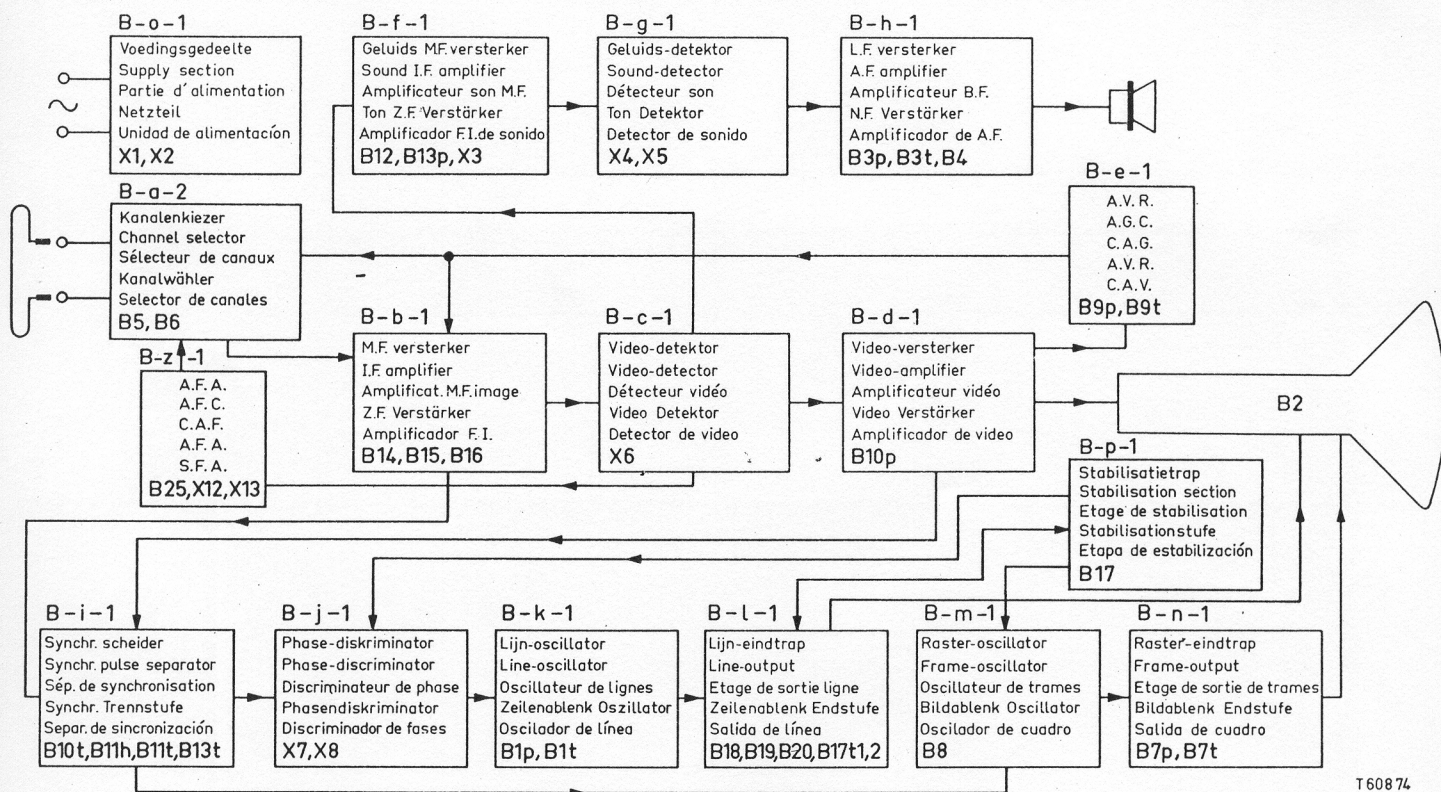 B-o-1
Voedingsgedeelte
Supply section
Partie d'alimentation
Netzteil
Unidad de alimentación
X1, X2
B-f-1
Geluids M.F. versterker
Sound I.F. amplifier
Amplificateur son M.F.
Ton Z.F. Verstärker
Amplificador F.I. de sonido
B12, B13p, X3
B-g-1
Geluids-detektor
Sound-detector
Détecteur son
Ton Detektor
Detector de sonido
X4, X5
B-h-1
L.F. versterker
A.F. amplifier
Amplificateur B.F.
N.F. Verstärker
Amplificador de A.F.
B3p, B3t, B4
B-a-2
Kanalenkiezer
Channel selector
Sélecteur de canaux
Kanalwähler
Selector de canales
B5, B6
B-e-1
A.V.R.
A.G.C.
C.A.G.
A.V.R.
C.A.V.
B9p, B9t
B-z-1
A.F.A.
A.F.C.
C.A.F.
A.F.A.
S.F.A.
B25, X12, X13
B-b-1
M.F. versterker
I.F. amplifier
Amplificat. M.F. image
Z.F. Verstärker
Amplificador F.I.
B14, B15, B16
B-c-1
Video-detektor
Video-detector
Détecteur vidéo
Video Detektor
Detector de video
X6
B-d-1
Video-versterker
Video-amplifier
Amplificateur vidéo
Video Verstärker
Amplificador de video
B10p
B2
B-p-1
Stabilisatietrap
Stabilisation section
Etage de stabilisation
Stabilisationstufe
Etapa de estabilización
B17
B-i-1
Synchr. scheider
Synchr. pulse separator
Sép. de synchronisation
Synchr. Trennstufe
Separ. de sincronización
B10t, B11h, B11t, B13t
B-j-1
Phase-diskriminator
Phase-discriminator
Discriminateur de phase
Phasendiskriminator
Discriminador de fases
X7, X8
B-k-1
Lijn-oscillator
Line-oscillator
Oscillateur de lignes
Zeilenablenk Oszillator
Oscilador de línea
B1p, B1t
B-l-1
Lijn-eindtrap
Line-output
Etage de sortie ligne
Zeilenablenk Endstufe
Salida de línea
B18, B19, B20, B17t1, 2
B-m-1
Raster-oscillator
Frame-oscillator
Oscillateur de trames
Bildablenk Oscillator
Oscilador de cuadro
B8
B-n-1
Raster-eindtrap
Frame-output
Etage de sortie de trames
Bildablenk Endstufe
Salida de cuadro
B7p, B7t
T60874